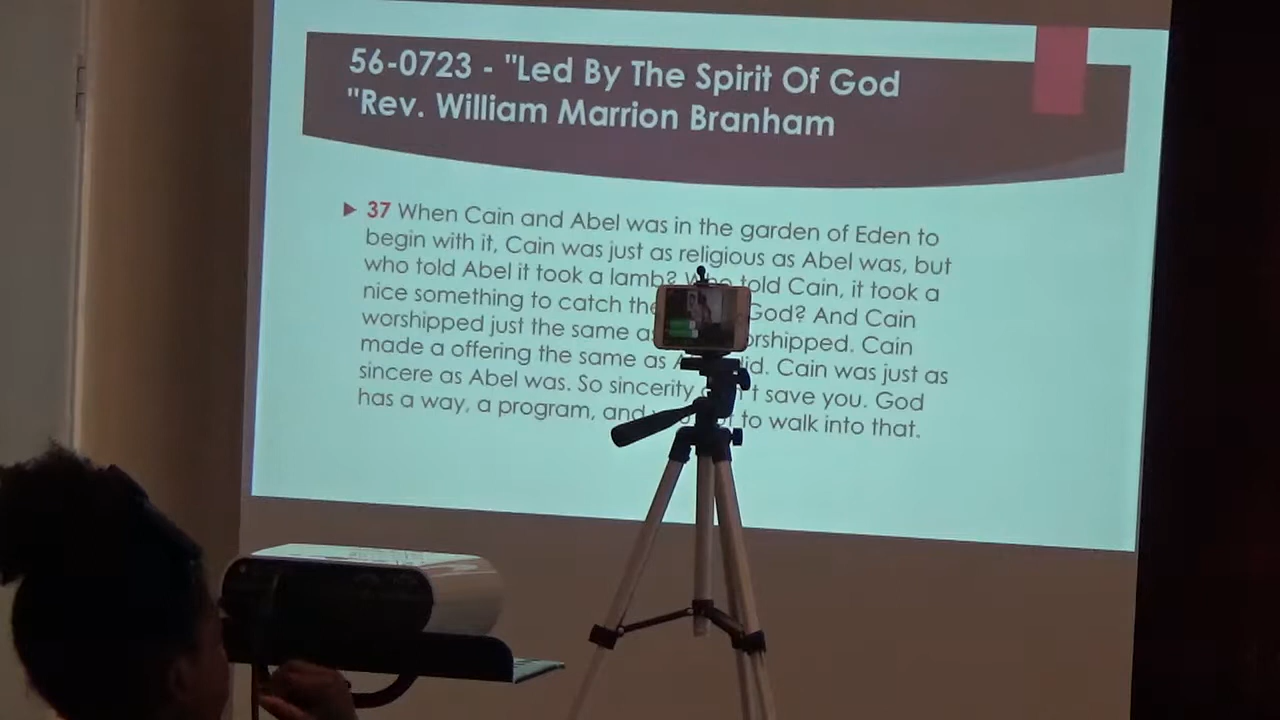 56-0723 - "Led By The Spirit Of God
"Rev. William Marrion Branham
37 When Cain and Abel was in the garden of Eden to
begin with it, Cain was just as religious as Abel was, but
who told Abel it took a lamb? Who told Cain, it took a
nice something to catch the God? And Cain
worshipped just the same as worshipped. Cain
made a offering the same as did. Cain was just as
sincere as Abel was. So sincerity save you. God
has a way, a program, and to walk into that.